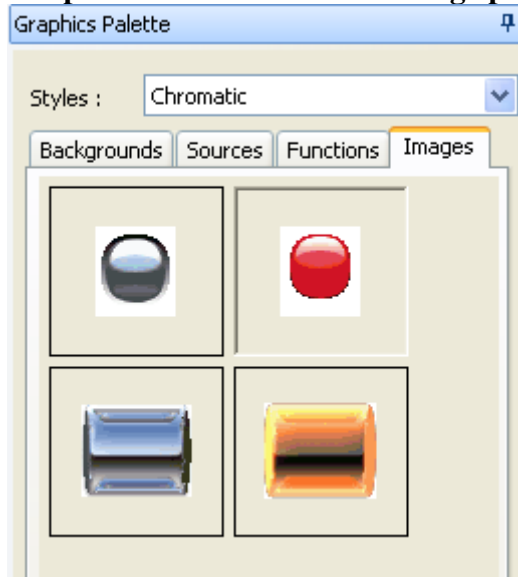 Graphics Palette
Styles : Chromatic
Backgrounds Sources Functions Images